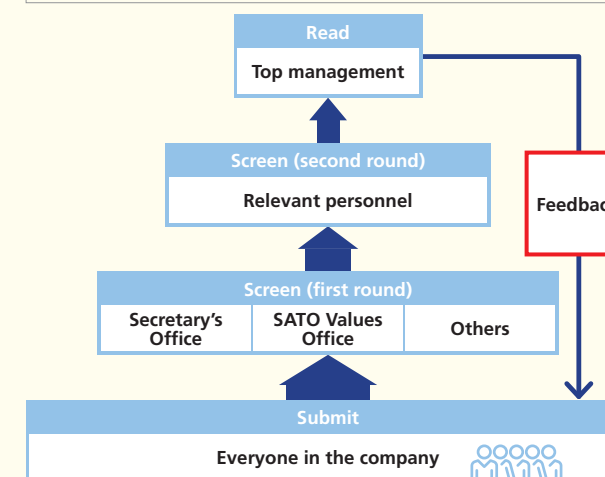 Read
Top management
Screen (second round)
Relevant personnel
Feedbac
Screen (first round)
Secretary's
Office
SATO Values
Office
Others
Submit
Everyone in the company